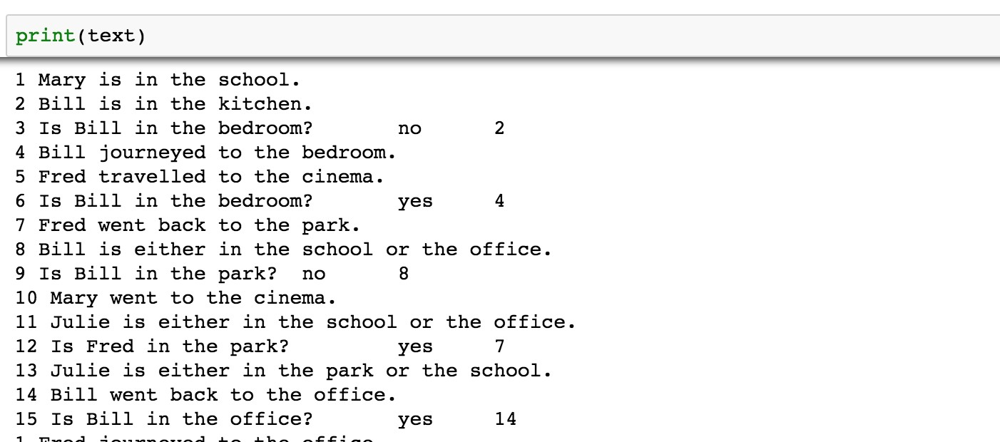 print(text)
1 Mary is in the school.
2 Bill is in the kitchen.
3 Is Bill in the bedroom? no 2
4 Bill journeyed to the bedroom.
5 Fred travelled to the cinema.
6 Is Bill in the bedroom? yes 4
7 Fred went back to the park.
8 Bill is either in the school or the office.
9 Is Bill in the park? no 8
10 Mary went to the cinema.
11 Julie is either in the school or the office.
12 Is Fred in the park? yes 7
13 Julie is either in the park or the school.
14 Bill went back to the office.
15 Is Bill in the office? yes 14
1 Fred journeyed to the office.